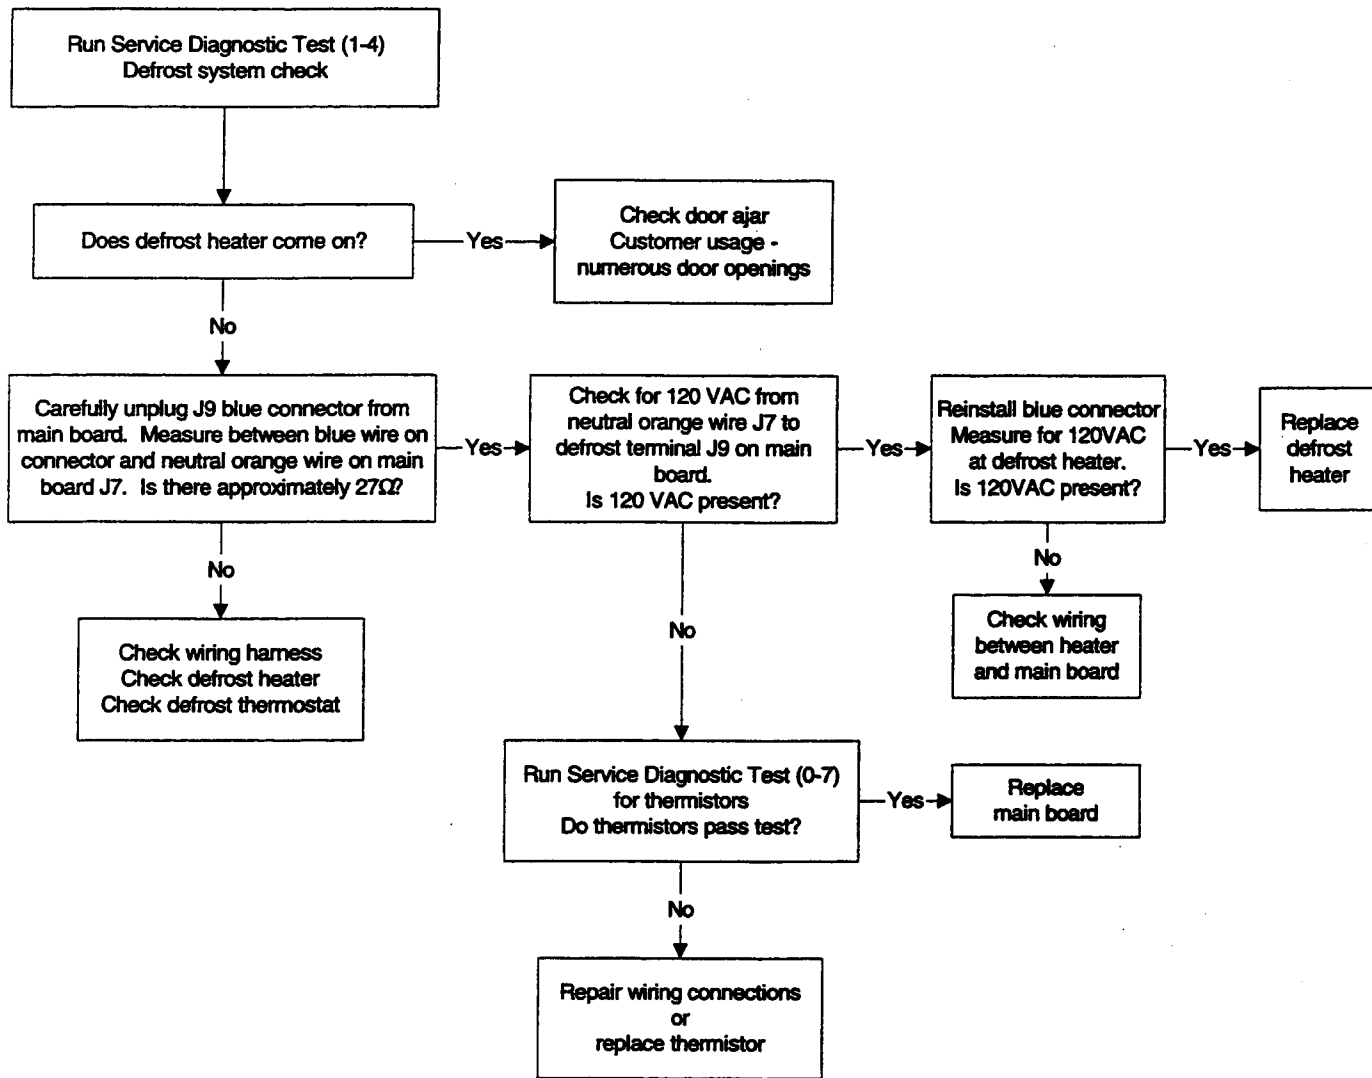 Run Service Diagnostic Test (1-4)
Defrost system check
Does defrost heater come on?
Yes
Check door ajar
Customer usage -
numerous door openings
No
Carefully unplug J9 blue connector from
main board. Measure between blue wire on
connector and neutral orange wire on main
board J7. Is there approximately 27Ω?
Yes
Check for 120 VAC from
neutral orange wire J7 to
defrost terminal J9 on main
board.
Is 120 VAC present?
Yes
Reinstall blue connector
Measure for 120VAC
at defrost heater.
Is 120VAC present?
Yes
Replace
defrost
heater
No
Check wiring harness
Check defrost heater
Check defrost thermostat
No
No
Check wiring
between heater
and main board
Run Service Diagnostic Test (0-7)
for thermistors
Do thermistors pass test?
Yes
Replace
main board
No
Repair wiring connections
or
replace thermistor